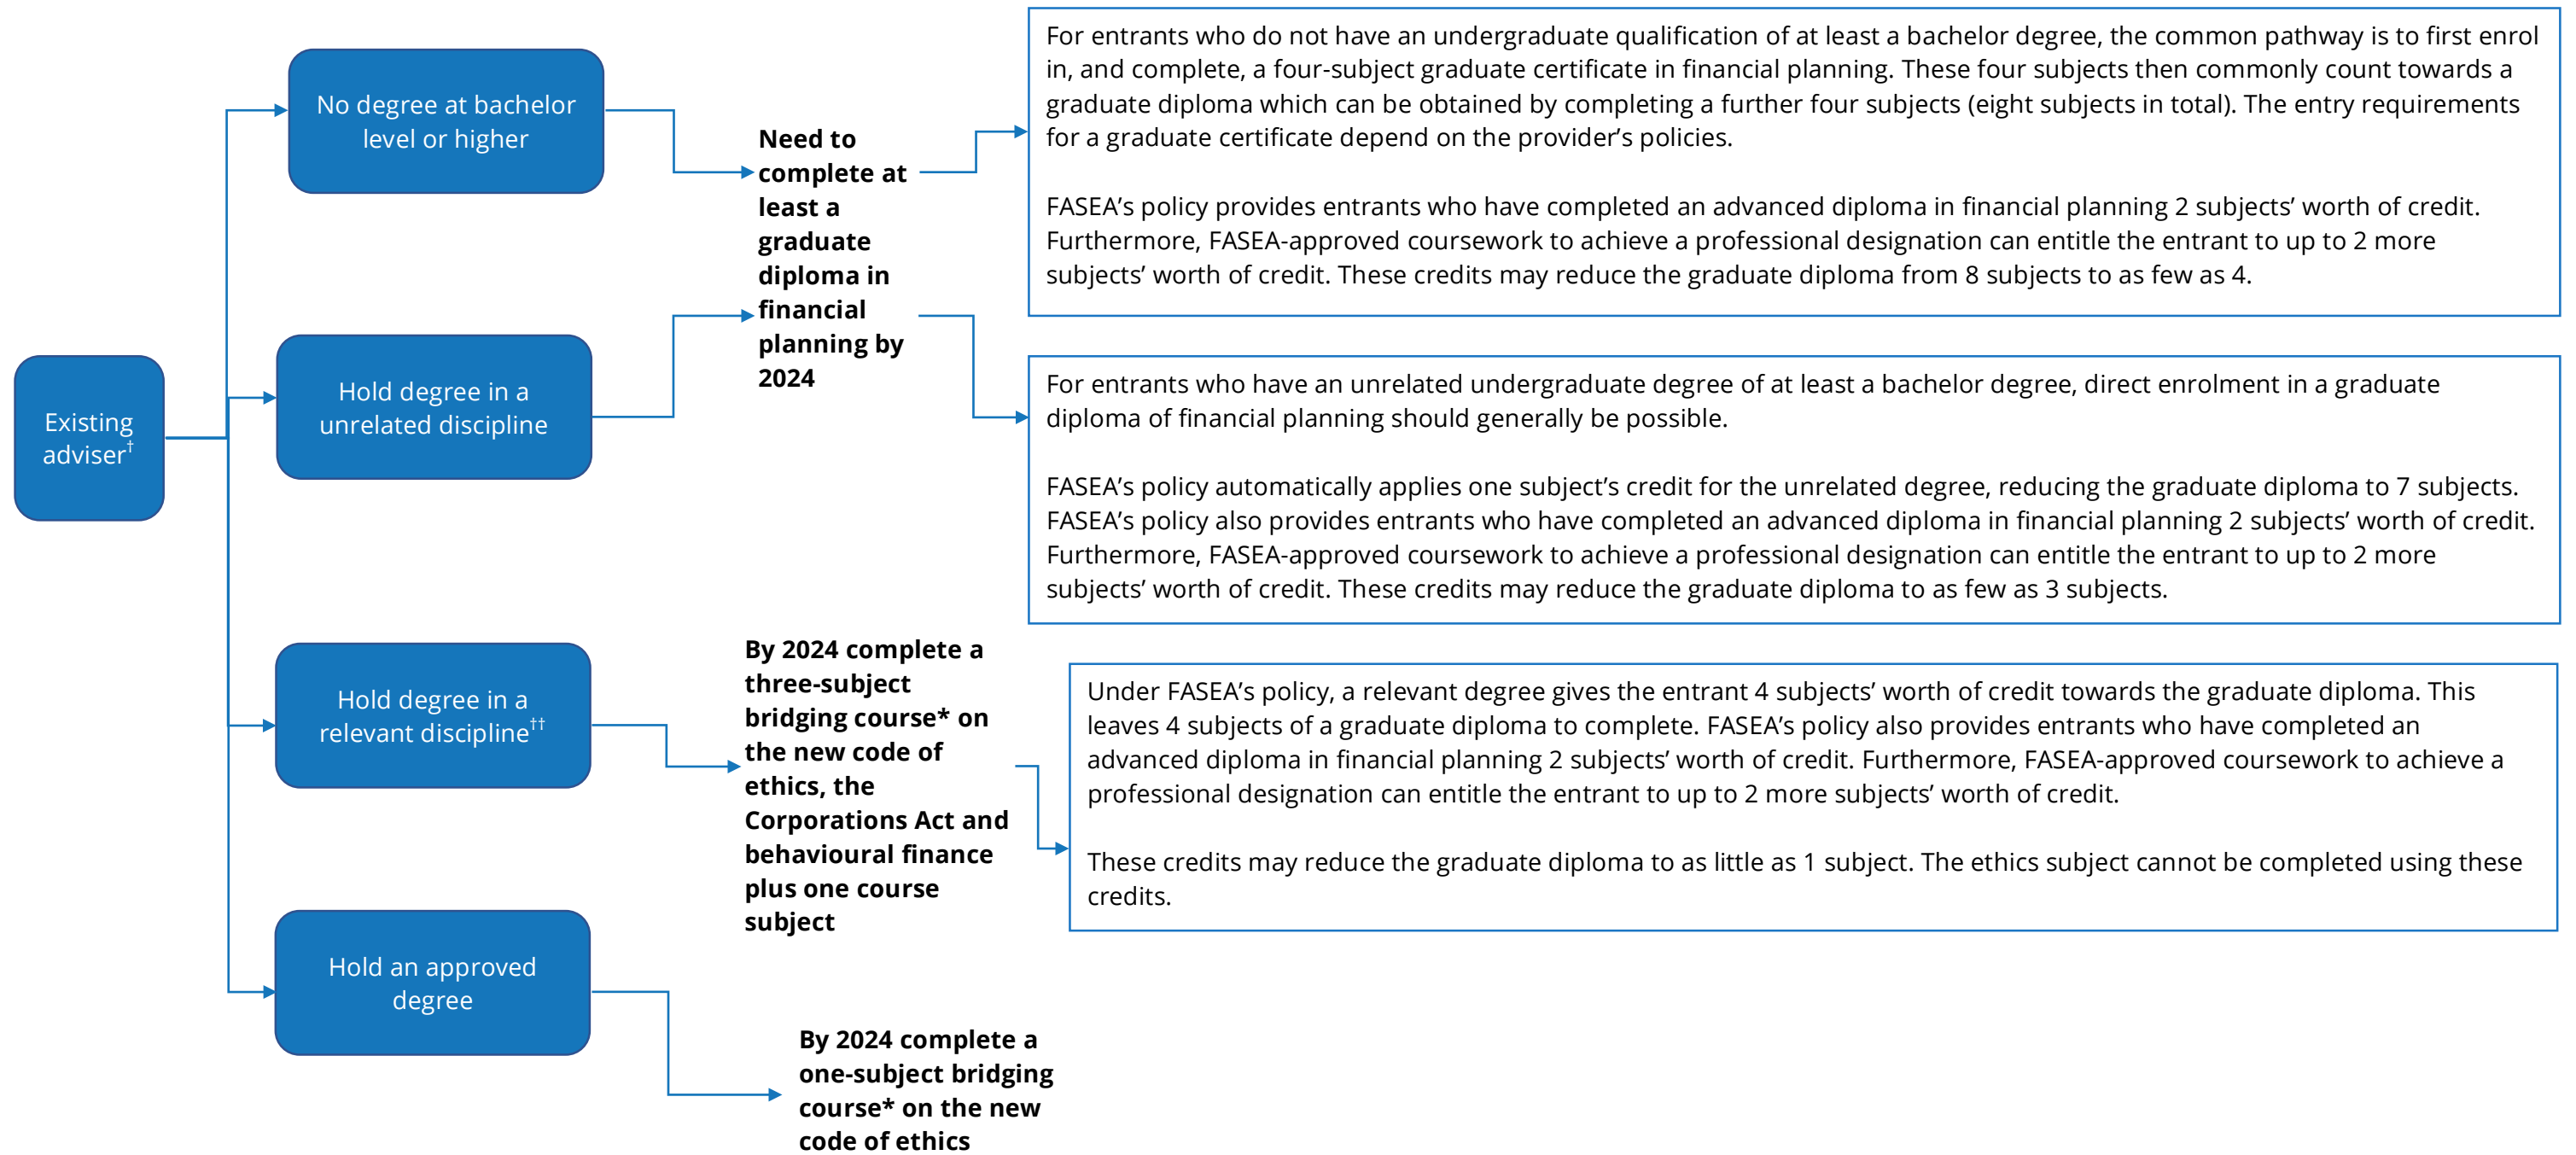 Existing
adviser†
No degree at bachelor
level or higher
Hold degree in a
unrelated discipline
Hold degree in a
relevant discipline††
Hold an approved
degree
Need to
complete at
least a
graduate
diploma in
financial
planning by
2024
By 2024 complete a
three-subject
bridging course* on
the new code of
ethics, the
Corporations Act and
behavioural finance
plus one course
subject
By 2024 complete a
one-subject bridging
course* on the new
code of ethics
For entrants who do not have an undergraduate qualification of at least a bachelor degree, the common pathway is to first enrol
in, and complete, a four-subject graduate certificate in financial planning. These four subjects then commonly count towards a
graduate diploma which can be obtained by completing a further four subjects (eight subjects in total). The entry requirements
for a graduate certificate depend on the provider’s policies.
FASEA’s policy provides entrants who have completed an advanced diploma in financial planning 2 subjects’ worth of credit.
Furthermore, FASEA-approved coursework to achieve a professional designation can entitle the entrant to up to 2 more
subjects’ worth of credit. These credits may reduce the graduate diploma from 8 subjects to as few as 4.
For entrants who have an unrelated undergraduate degree of at least a bachelor degree, direct enrolment in a graduate
diploma of financial planning should generally be possible.
FASEA’s policy automatically applies one subject’s credit for the unrelated degree, reducing the graduate diploma to 7 subjects.
FASEA’s policy also provides entrants who have completed an advanced diploma in financial planning 2 subjects’ worth of credit.
Furthermore, FASEA-approved coursework to achieve a professional designation can entitle the entrant to up to 2 more
subjects’ worth of credit. These credits may reduce the graduate diploma to as few as 3 subjects.
Under FASEA’s policy, a relevant degree gives the entrant 4 subjects’ worth of credit towards the graduate diploma. This
leaves 4 subjects of a graduate diploma to complete. FASEA’s policy also provides entrants who have completed an
advanced diploma in financial planning 2 subjects’ worth of credit. Furthermore, FASEA-approved coursework to achieve a
professional designation can entitle the entrant to up to 2 more subjects’ worth of credit.
These credits may reduce the graduate diploma to as little as 1 subject. The ethics subject cannot be completed using these
credits.